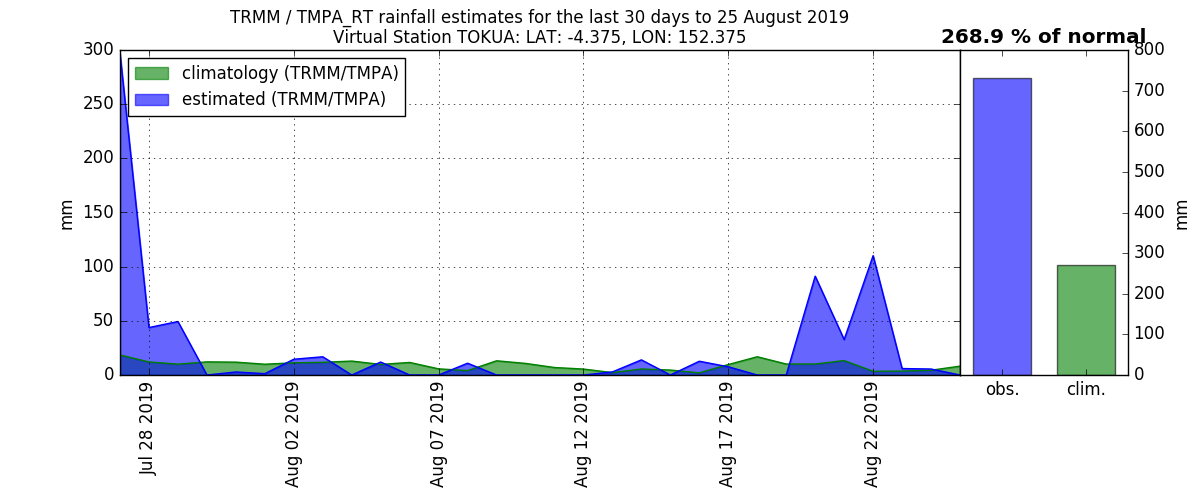 TRMM / TMPA_RT rainfall estimates for the last 30 days to 25 August 2019
Virtual Station TOKUA: LAT: -4.375, LON: 152.375
268.9 % of normal
climatology (TRMM/TMPA)
estimated (TRMM/TMPA)
mm
300
250
200
150
100
50
0
Jul 28 2019
Aug 02 2019
Aug 07 2019
Aug 12 2019
Aug 17 2019
Aug 22 2019
obs.
clim.
800
700
600
500
400
300
200
100
0
mm